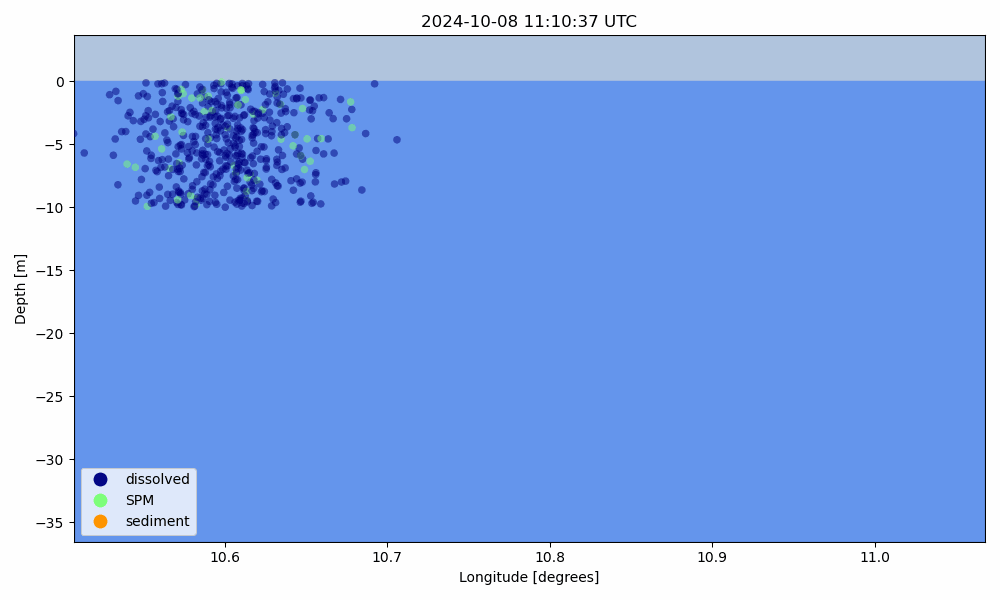 2024-10-08 11:10:37 UTC
0
−5
−10
−15
−20
−25
−30
−35
Depth [m]
dissolved
SPM
sediment
10.6 10.7 10.8 10.9 11.0
Longitude [degrees]